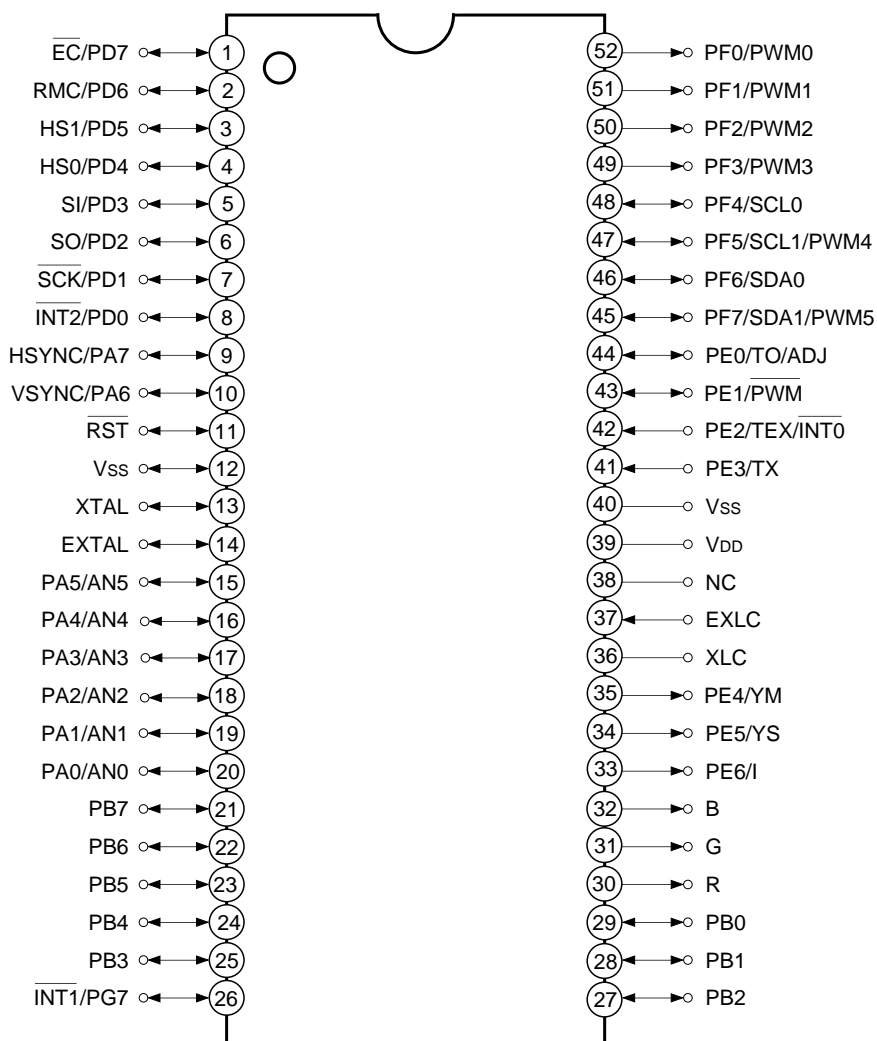 EC/PD7 1 52 PF0/PWM0
RMC/PD6 2 51 PF1/PWM1
HS1/PD5 3 50 PF2/PWM2
HS0/PD4 4 49 PF3/PWM3
SI/PD3 5 48 PF4/SCL0
SO/PD2 6 47 PF5/SCL1/PWM4
SCK/PD1 7 46 PF6/SDA0
INT2/PD0 8 45 PF7/SDA1/PWM5
HSYNC/PA7 9 44 PE0/TO/ADJ
VSYNC/PA6 10 43 PE1/PWM
RST 11 42 PE2/TEX/INT0
Vss 12 41 PE3/TX
XTAL 13 40 Vss
EXTAL 14 39 VDD
PA5/AN5 15 38 NC
PA4/AN4 16 37 EXLC
PA3/AN3 17 36 XLC
PA2/AN2 18 35 PE4/YM
PA1/AN1 19 34 PE5/YS
PA0/AN0 20 33 PE6/I
PB7 21 32 B
PB6 22 31 G
PB5 23 30 R
PB4 24 29 PB0
PB3 25 28 PB1
INT1/PG7 26 27 PB2